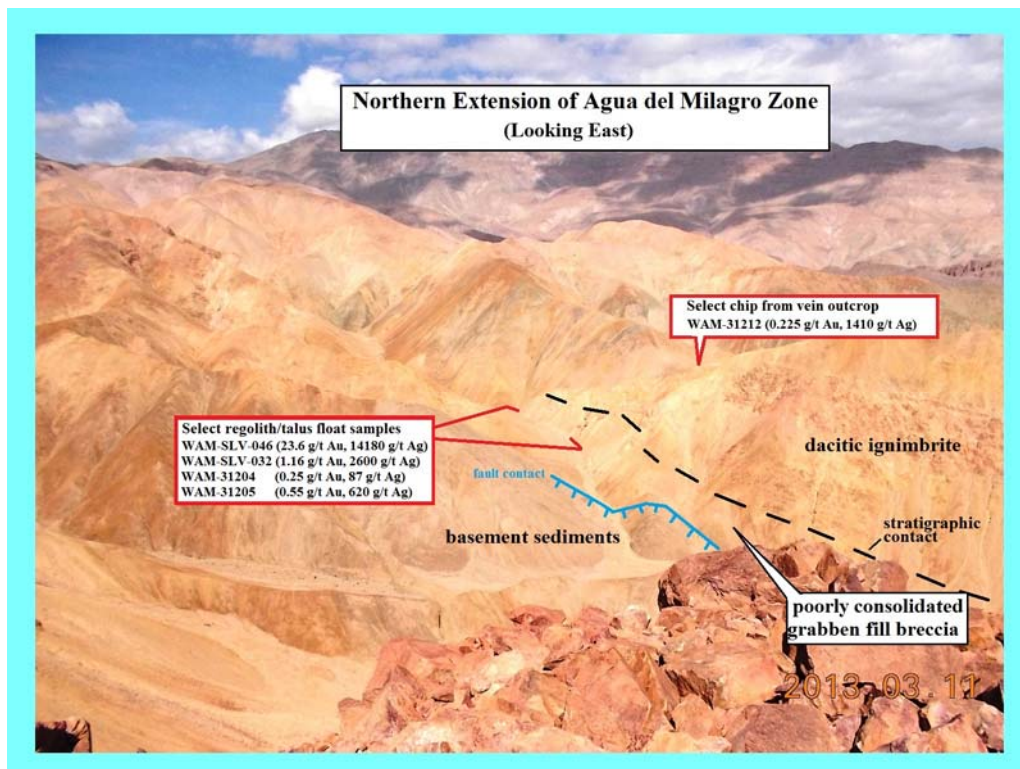 Northern Extension of Agua del Milagro Zone
(Looking East)
Select chip from vein outcrop
WAM-31212 (0.225 g/t Au, 1410 g/t Ag)
Select regolith/talus float samples
WAM-SLV-046 (23.6 g/t Au, 14180 g/t Ag)
WAM-SLV-032 (1.16 g/t Au, 2600 g/t Ag)
WAM-31204 (0.25 g/t Au, 87 g/t Ag)
WAM-31205 (0.55 g/t Au, 620 g/t Ag)
dacitic ignimbrite
fault contact
basement sediments
stratigraphic
contact
poorly consolidated
grabben fill breccia
2013.03.11